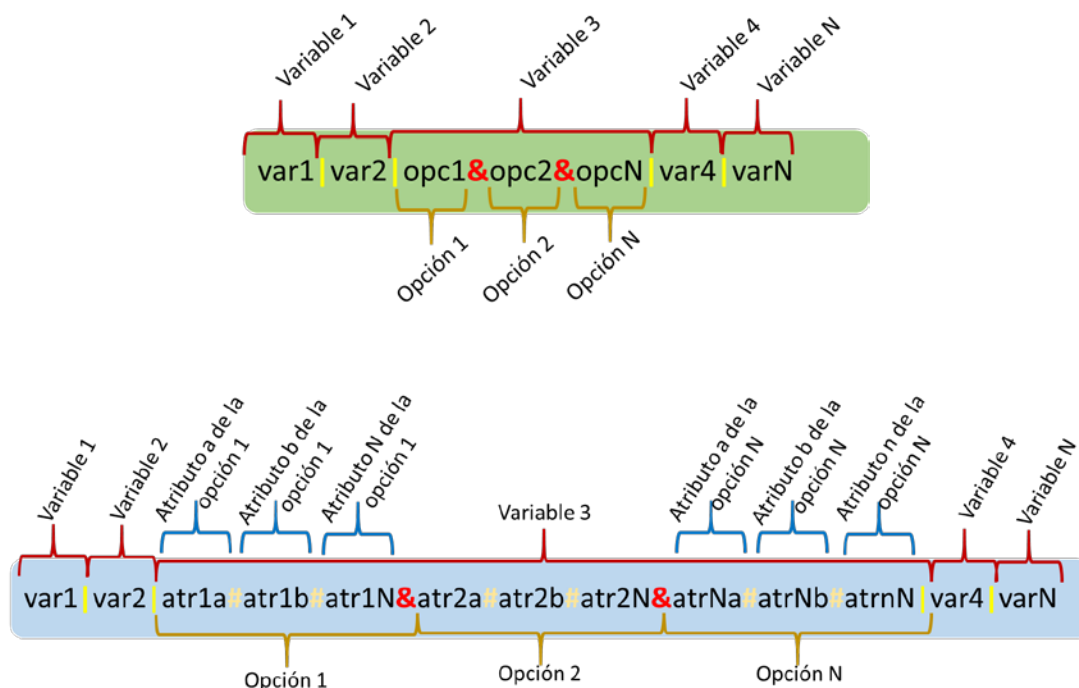 Variable 1
Variable 2
Variable 3
Variable 4
Variable N
var1|var2|opc1&opc2&opcN|var4|varN
Opción 1
Opción 2
Opción N
Variable 1
Variable 2
Atributo a de la
opción 1
Atributo b de la
opción 1
Atributo N de la
opción 1
Variable 3
Atributo a de la
opción N
Atributo b de la
opción N
Atributo n de la
opción N
Variable 4
Variable N
var1|var2|atr1a#atr1b#atr1N&atr2a#atr2b#atr2N&atrNa#atrNb#atrnN|var4|varN
Opción 1
Opción 2
Opción N